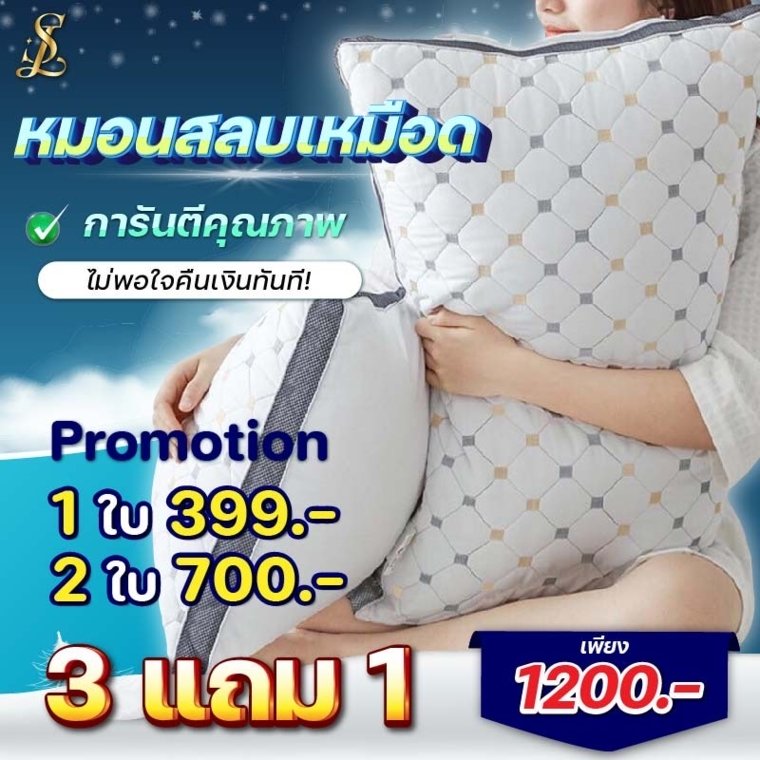 SL
หมอนสลบเหมือด
การันตีคุณภาพ
ไม่พอใจคืนเงินทันที!
Promotion
1 ใบ 399.-
2 ใบ 700.-
3 แถม 1
เพียง
1200.-